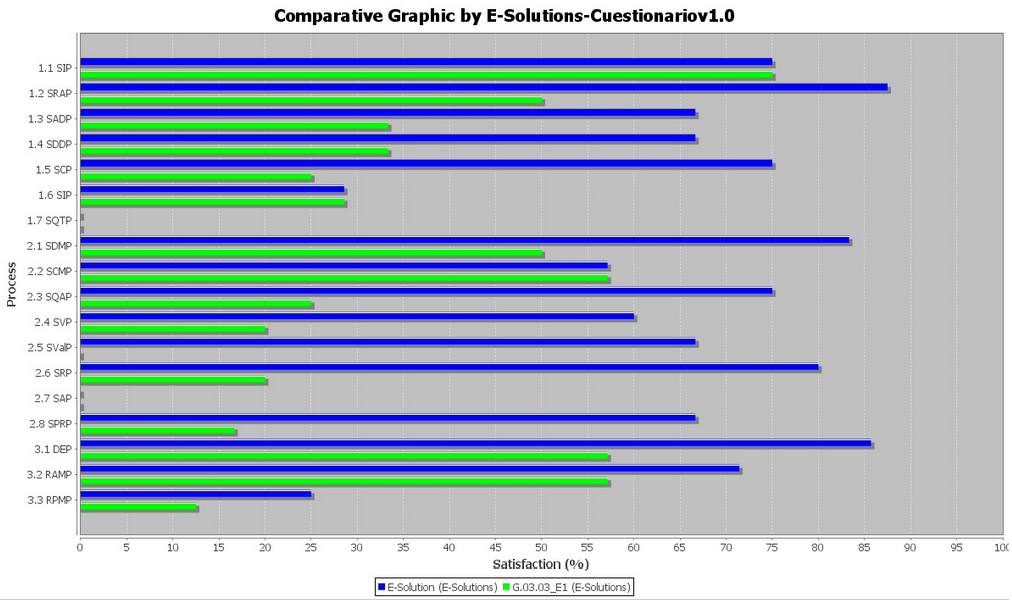 Comparative Graphic by E-Solutions-Cuestionariov1.0
Process
1.1 SIP
1.2 SRAP
1.3 SADP
1.4 SDDP
1.5 SCP
1.6 SIP
1.7 SQTP
2.1 SDMP
2.2 SCMP
2.3 SQAP
2.4 SVP
2.5 SValP
2.6 SRP
2.7 SAP
2.8 SPRP
3.1 DEP
3.2 RAMP
3.3 RPMP
0 5 10 15 20 25 30 35 40 45 50 55 60 65 70 75 80 85 90 95 100
Satisfaction (%)
E-Solution (E-Solutions) G.03.03_E1 (E-Solutions)